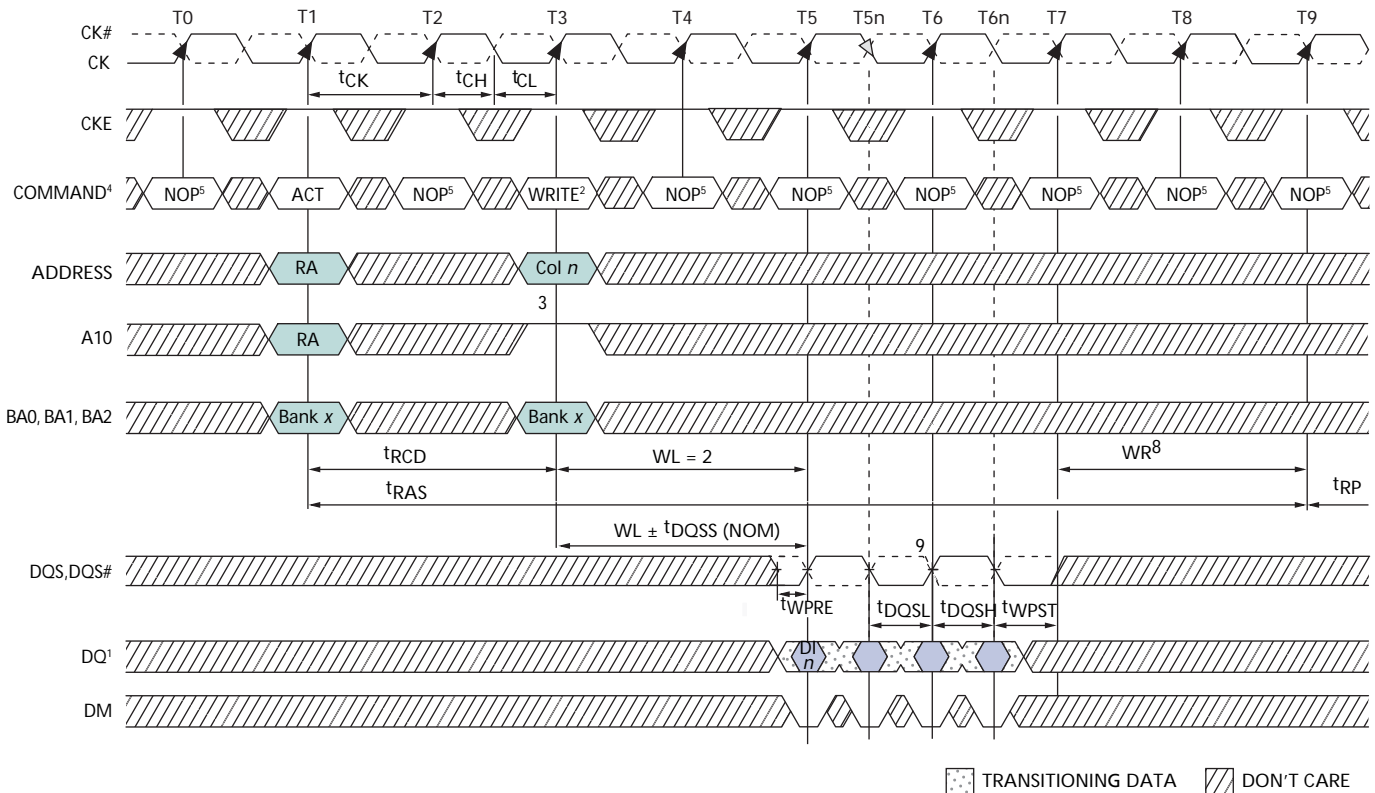 T0 T1 T2 T3 T4 T5 T5n T6 T6n T7 T8 T9
CK#
CK
tCK tCH tCL
CKE
COMMAND4 NOP5 ACT NOP5 WRITE2 NOP5 NOP5 NOP5 NOP5 NOP5 NOP5
ADDRESS RA Col n
3
A10 RA
BA0, BA1, BA2 Bank x Bank x
tRCD WL = 2 WR8
tRAS tRP
WL ± tDQSS (NOM)
9
DQS,DQS#
tWPRE tDQSL tDQSH tWPST
DQ1 DI
n
DM
TRANSITIONING DATA DON'T CARE